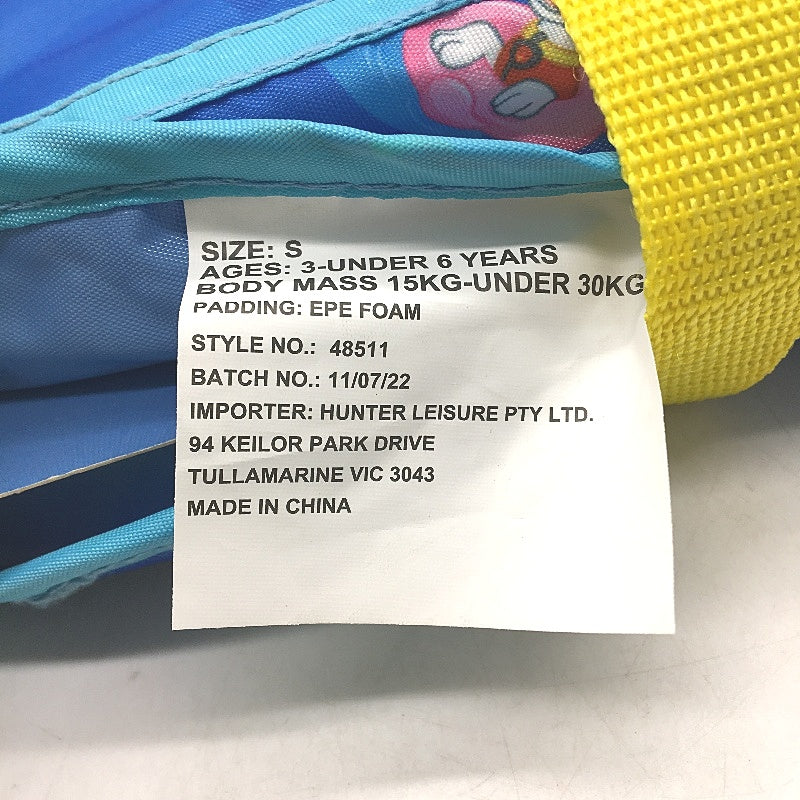 SIZE: S
AGES: 3-UNDER 6 YEARS
BODY MASS 15KG-UNDER 30KG
PADDING: EPE FOAM
STYLE NO.: 48511
BATCH NO.: 11/07/22
IMPORTER: HUNTER LEISURE PTY LTD.
94 KEILOR PARK DRIVE
TULLAMARINE VIC 3043
MADE IN CHINA